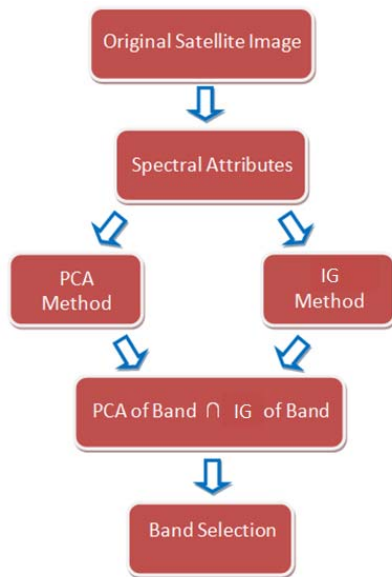 Original Satellite Image
Spectral Attributes
PCA
Method
IG
Method
PCA of Band ∩ IG of Band
Band Selection